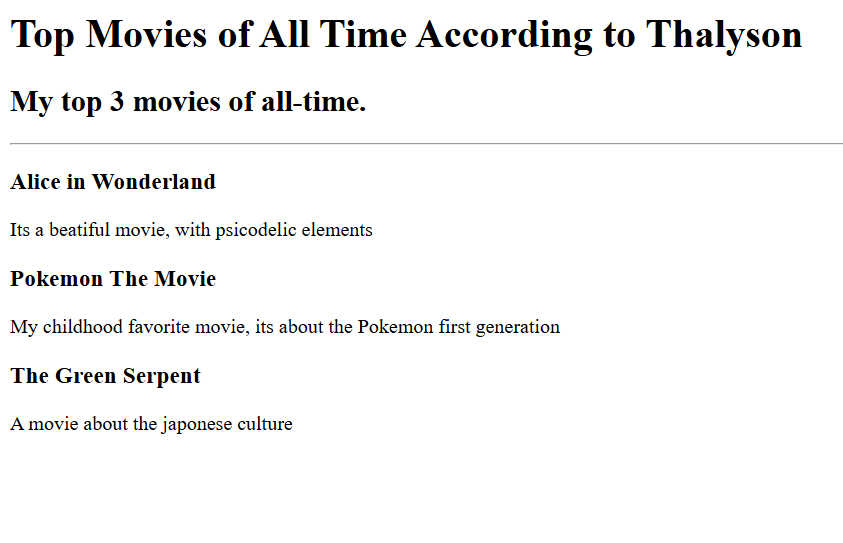 Top Movies of All Time According to Thalyson
My top 3 movies of all-time.
Alice in Wonderland
Its a beatiful movie, with psicodelic elements
Pokemon The Movie
My childhood favorite movie, its about the Pokemon first generation
The Green Serpent
A movie about the japonese culture